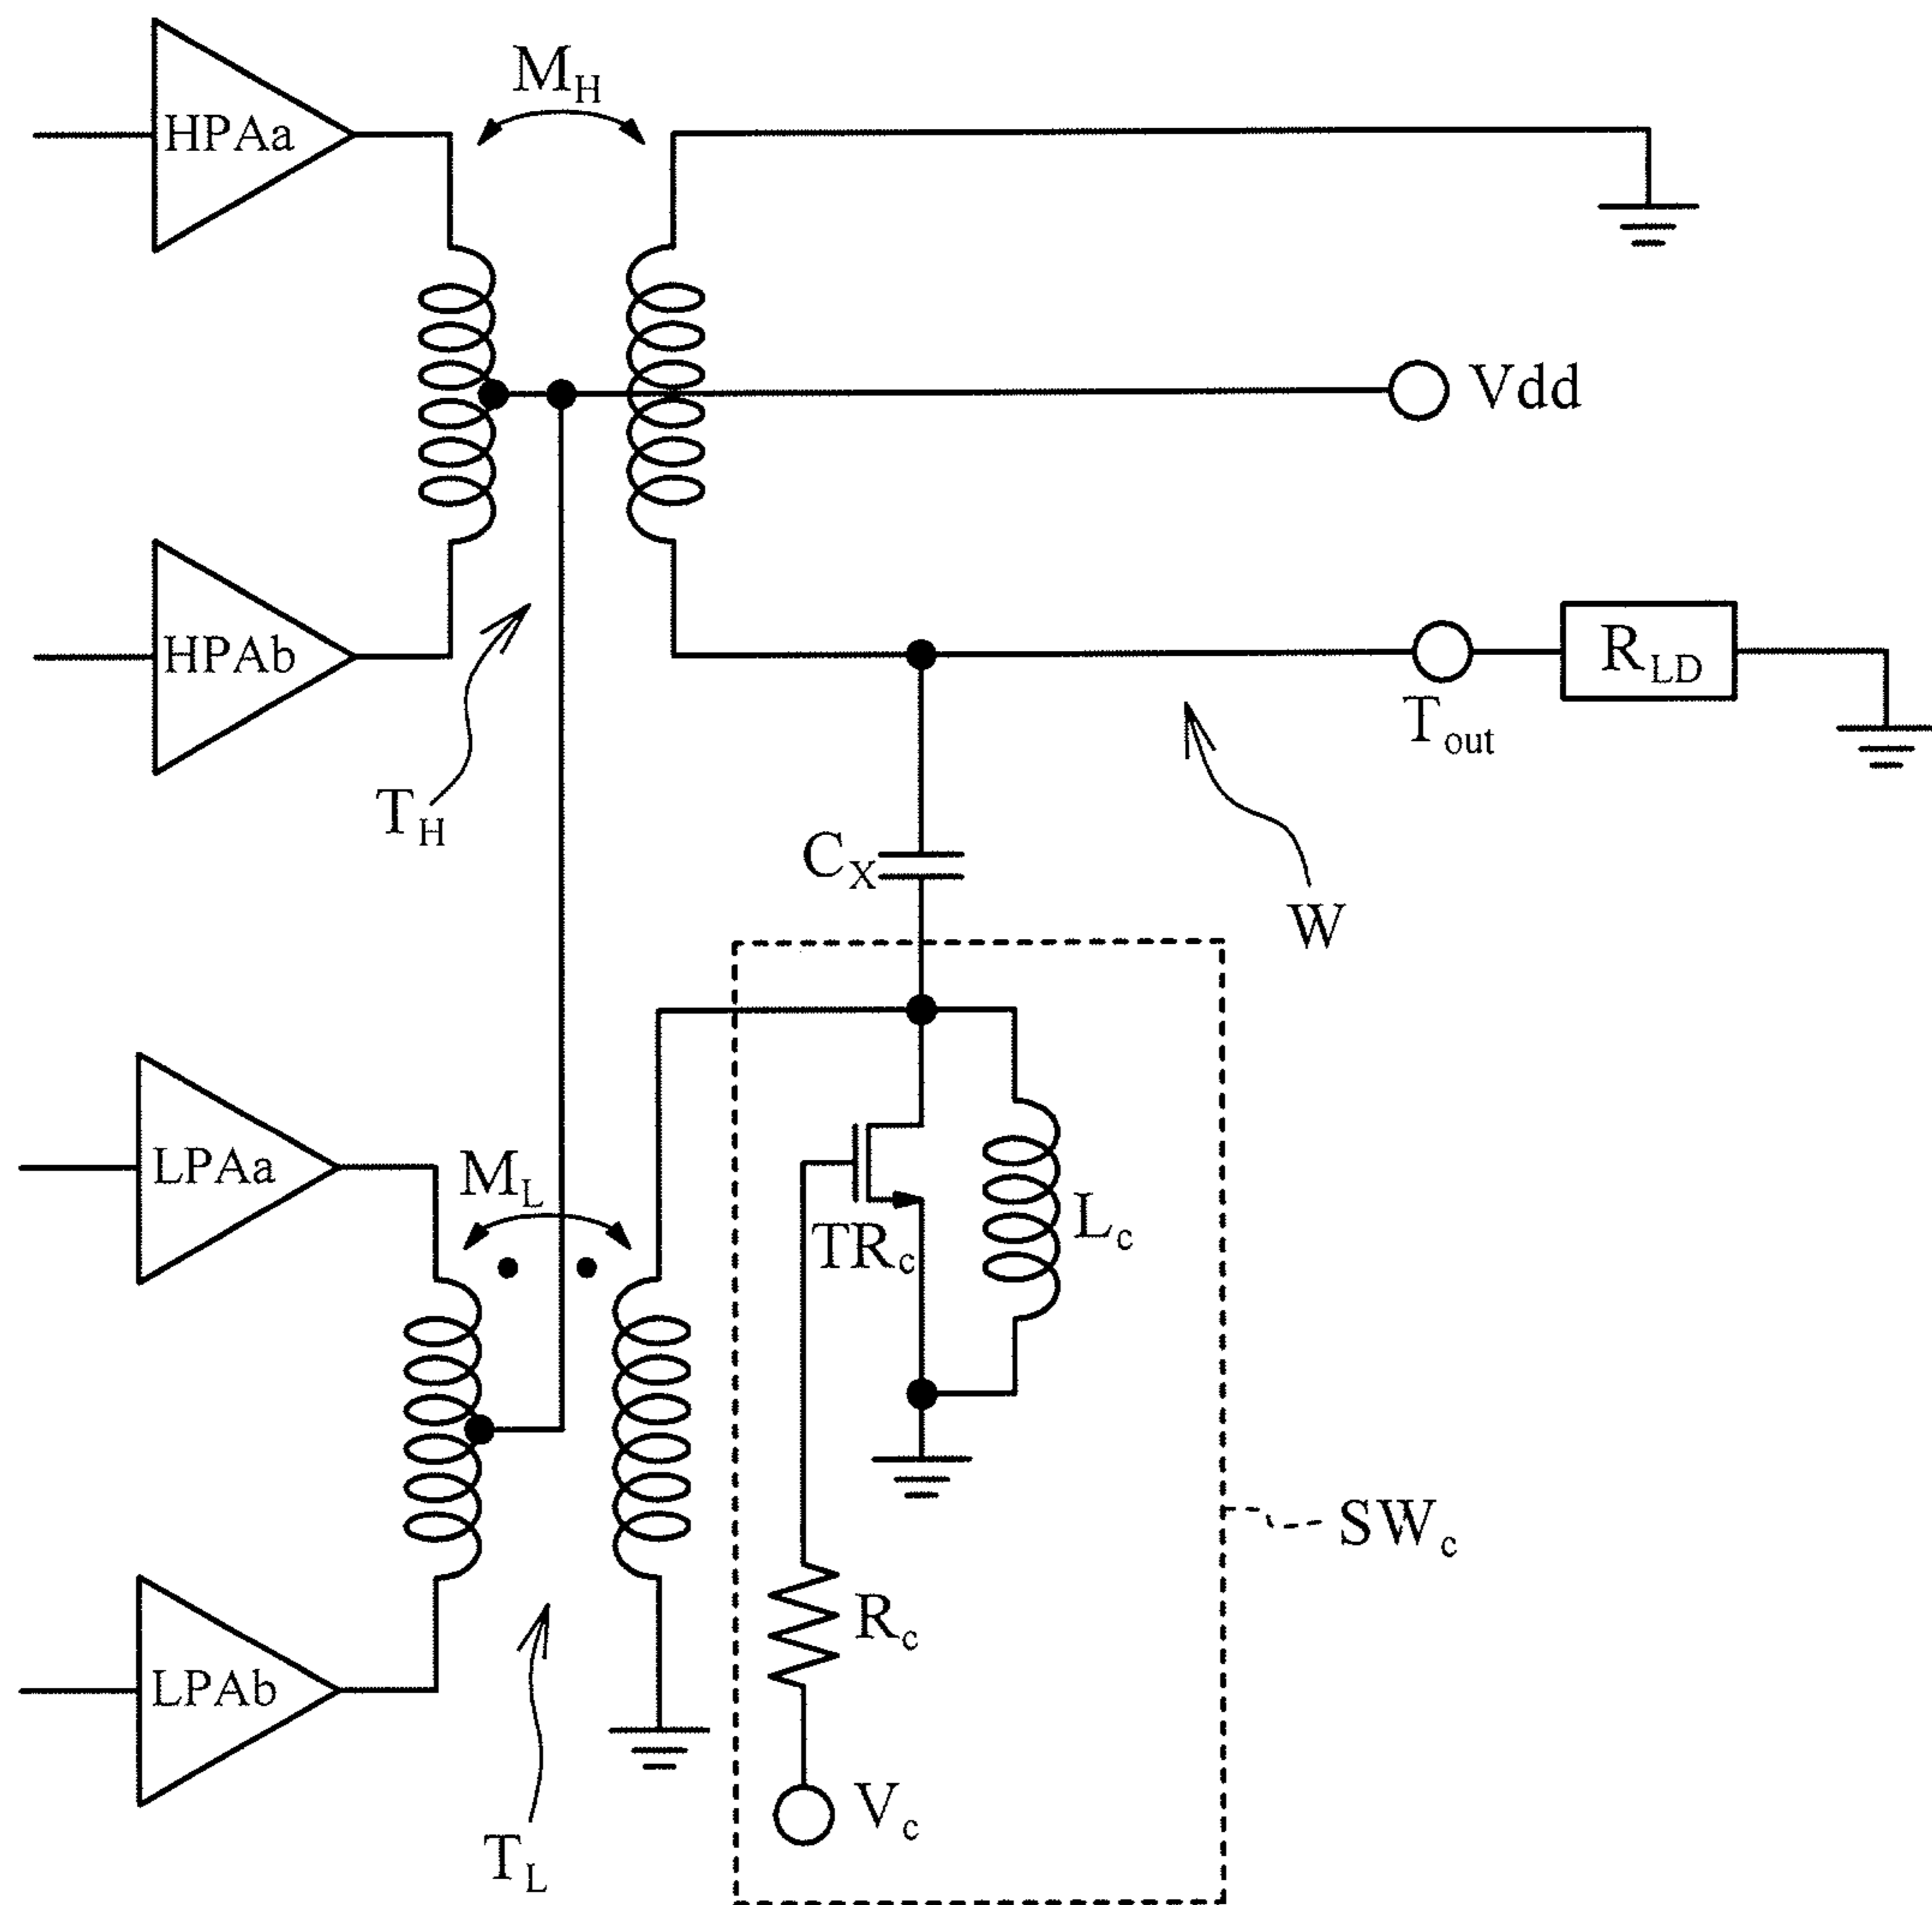 HPAa
M_H
Vdd
HPAb
R_LD
T_out
T_H
C_X
W
LPAa
M_L
TR_c
L_c
SW_c
R_c
LPAb
V_c
T_L